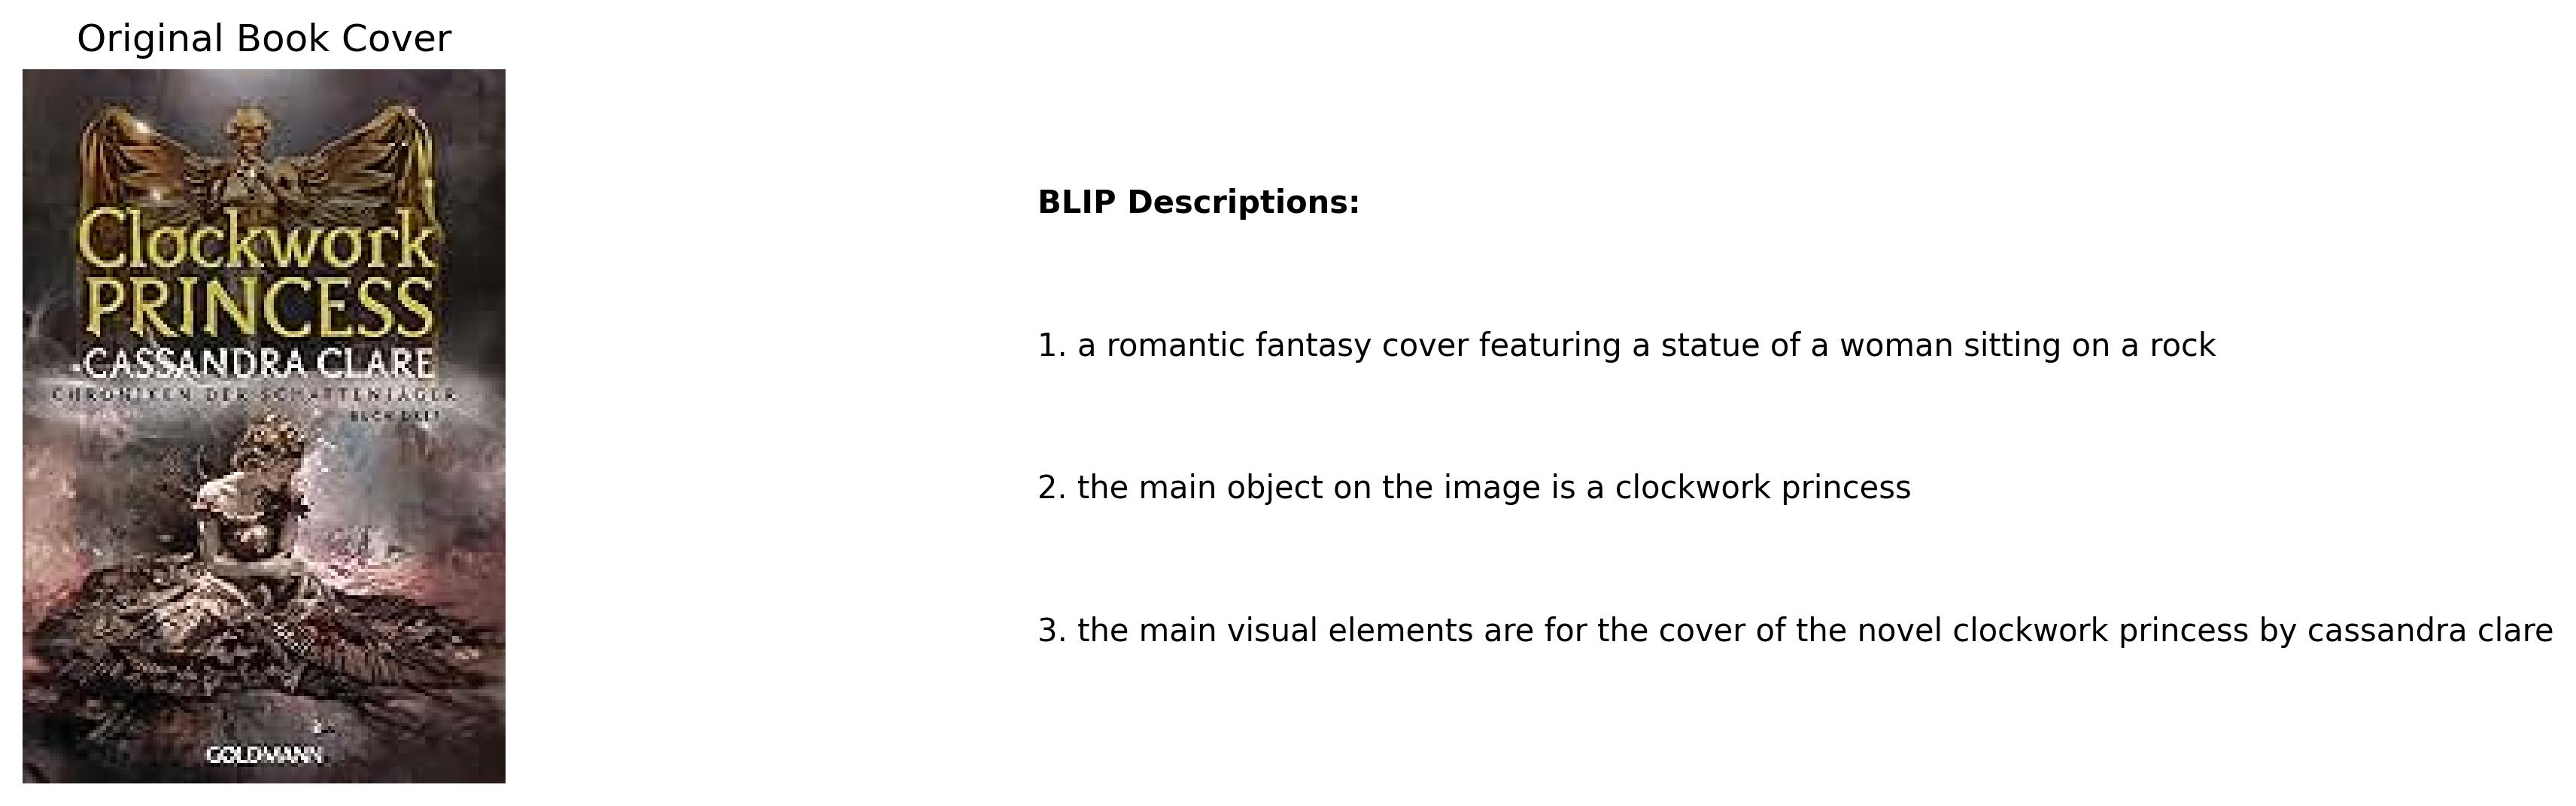 Original Book Cover
Clockwork
PRINCESS
CASSANDRA CLARE
CHRONIKEN DER SCHATTENJÄGER
BUCH DREI
GOLDMANN
BLIP Descriptions:
1. a romantic fantasy cover featuring a statue of a woman sitting on a rock
2. the main object on the image is a clockwork princess
3. the main visual elements are for the cover of the novel clockwork princess by cassandra clare